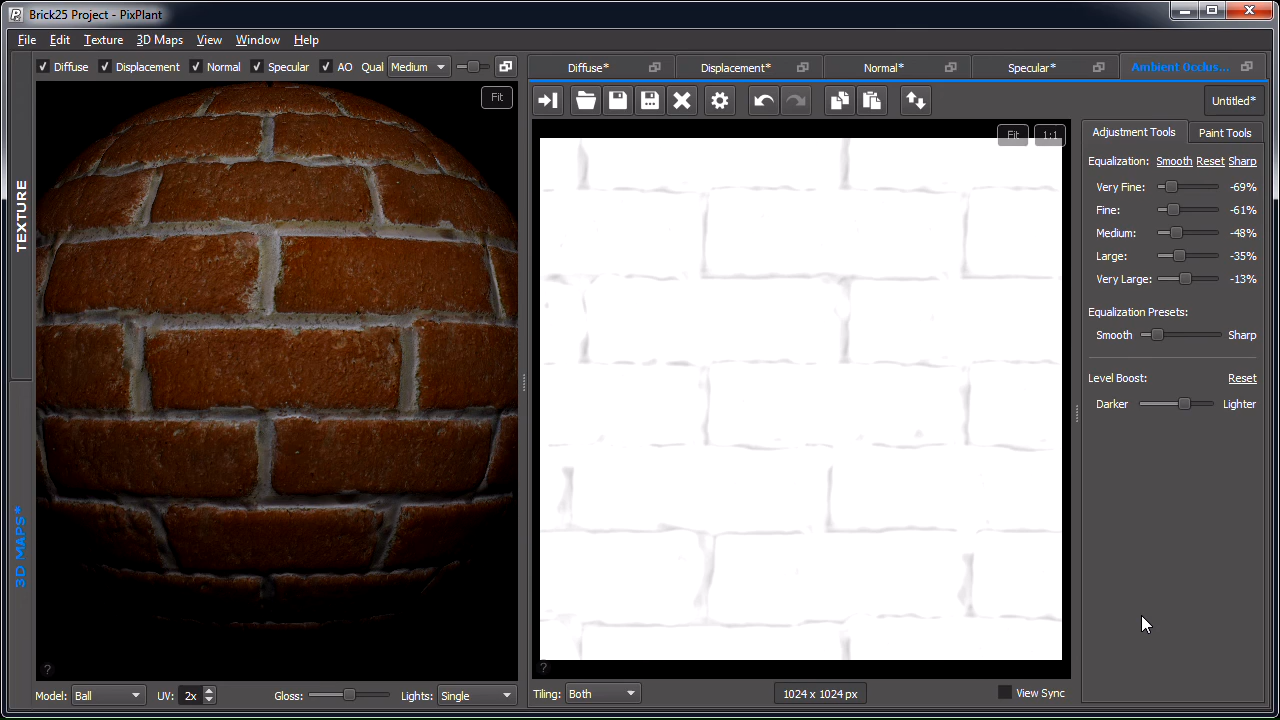 Brick25 Project - PixPlant
File Edit Texture 3D Maps View Window Help
Diffuse Displacement Normal Specular AO Qual Medium
Diffuse* Displacement* Normal* Specular* Ambient Occlus...
Fit
Untitled*
Fit 1:1
Adjustment Tools Paint Tools
Equalization: Smooth Reset Sharp
Very Fine: -69%
Fine: -61%
Medium: -48%
Large: -35%
Very Large: -13%
Equalization Presets:
Smooth Sharp
Level Boost: Reset
Darker Lighter
TEXTURE
3D MAPS*
?
?
Model: Ball UV: 2x Gloss: Lights: Single
Tiling: Both 1024 x 1024 px View Sync